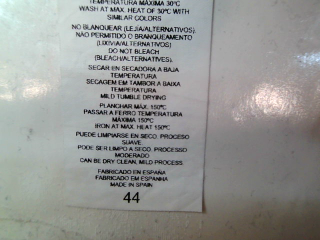 TEMPERATURA MÁXIMA 30ºC
WASH AT MAX. HEAT OF 30ºC WITH
SIMILAR COLORS
NO BLANQUEAR (LEJÍA/ALTERNATIVOS)
NÃO PERMITIDO O BRANQUEAMENTO
(LIXÍVIA/ALTERNATIVOS)
DO NOT BLEACH
(BLEACH/ALTERNATIVES).
SECAR EN SECADORA A BAJA
TEMPERATURA
SECAGEM EM TAMBOR A BAIXA
TEMPERATURA
MILD TUMBLE DRYING
PLANCHAR MÁX. 150ºC
PASSAR A FERRO TEMPERATURA
MÁXIMA 150ºC
IRON AT MAX. HEAT 150ºC
PUEDE LIMPIARSE EN SECO. PROCESO
SUAVE
PODE SER LIMPO A SECO. PROCESSO
MODERADO
CAN BE DRY CLEAN, MILD PROCESS
FABRICADO EN ESPAÑA
FABRICADO EM ESPANHA
MADE IN SPAIN
44